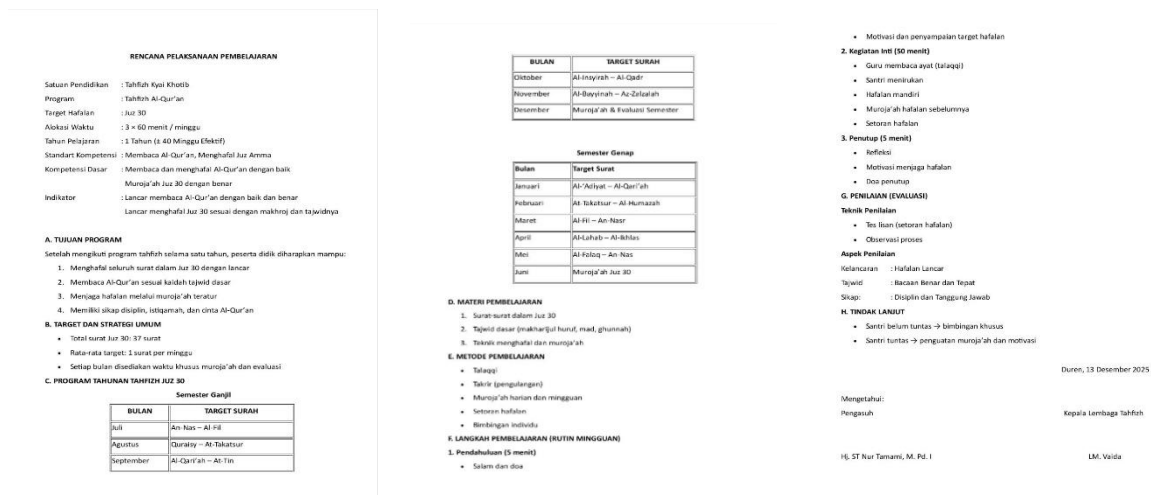 RENCANA PELAKSANAAN PEMBELAJARAN
Satuan Pendidikan : Tahfizh Kyai Khotib
Program : Tahfizh Al-Qur'an
Target Hafalan : Juz 30
Alokasi Waktu : 3 × 60 menit / minggu
Tahun Pelajaran : 1 Tahun (± 40 Minggu Efektif)
Standart Kompetensi : Membaca Al-Qur'an, Menghafal Juz Amma
Kompetensi Dasar : Membaca dan menghafal Al-Qur'an dengan baik
Muroja'ah Juz 30 dengan benar
Indikator : Lancar membaca Al-Qur'an dengan baik dan benar
Lancar menghafal Juz 30 sesuai dengan makhroj dan tajwidnya
A. TUJUAN PROGRAM
Setelah mengikuti program tahfizh selama satu tahun, peserta didik diharapkan mampu:
1. Menghafal seluruh surat dalam Juz 30 dengan lancar
2. Membaca Al-Qur'an sesuai kaidah tajwid dasar
3. Menjaga hafalan melalui muroja'ah teratur
4. Memiliki sikap disiplin, istiqamah, dan cinta Al-Qur'an
B. TARGET DAN STRATEGI UMUM
• Total surat Juz 30: 37 surat
• Rata-rata target: 1 surat per minggu
• Setiap bulan disediakan waktu khusus muroja'ah dan evaluasi
C. PROGRAM TAHUNAN TAHFIZH JUZ 30
Semester Ganjil
BULAN TARGET SURAH
Juli An-Nas – Al-Fil
Agustus Quraisy – At-Takatsur
September Al-Qari'ah – At-Tin
BULAN TARGET SURAH
Oktober Al-Insyirah – Al-Qadr
November Al-Bayyinah – Az-Zalzalah
Desember Muroja'ah & Evaluasi Semester
Semester Genap
Bulan Target Surat
Januari Al-'Adiyat – Al-Qari'ah
Februari At-Takatsur – Al-Humazah
Maret Al-Fil – An-Nasr
April Al-Lahab – Al-Ikhlas
Mei Al-Falaq – An-Nas
Juni Muroja'ah Juz 30
D. MATERI PEMBELAJARAN
1. Surat-surat dalam Juz 30
2. Tajwid dasar (makharijul huruf, mad, ghunnah)
3. Teknik menghafal dan muroja'ah
E. METODE PEMBELAJARAN
• Talaqqi
• Takrir (pengulangan)
• Muroja'ah harian dan mingguan
• Setoran hafalan
• Bimbingan individu
F. LANGKAH PEMBELAJARAN (RUTIN MINGGUAN)
1. Pendahuluan (5 menit)
• Salam dan doa
• Motivasi dan penyampaian target hafalan
2. Kegiatan Inti (50 menit)
• Guru membaca ayat (talaqqi)
• Santri menirukan
• Hafalan mandiri
• Muroja'ah hafalan sebelumnya
• Setoran hafalan
3. Penutup (5 menit)
• Refleksi
• Motivasi menjaga hafalan
• Doa penutup
G. PENILAIAN (EVALUASI)
Teknik Penilaian
• Tes lisan (setoran hafalan)
• Observasi proses
Aspek Penilaian
Kelancaran : Hafalan Lancar
Tajwid : Bacaan Benar dan Tepat
Sikap: : Disiplin dan Tanggung Jawab
H. TINDAK LANJUT
• Santri belum tuntas → bimbingan khusus
• Santri tuntas → penguatan muroja'ah dan motivasi
Duren, 13 Desember 2025
Mengetahui:
Pengasuh Kepala Lembaga Tahfizh
Hj. ST Nur Tamami, M. Pd. I LM. Vaida